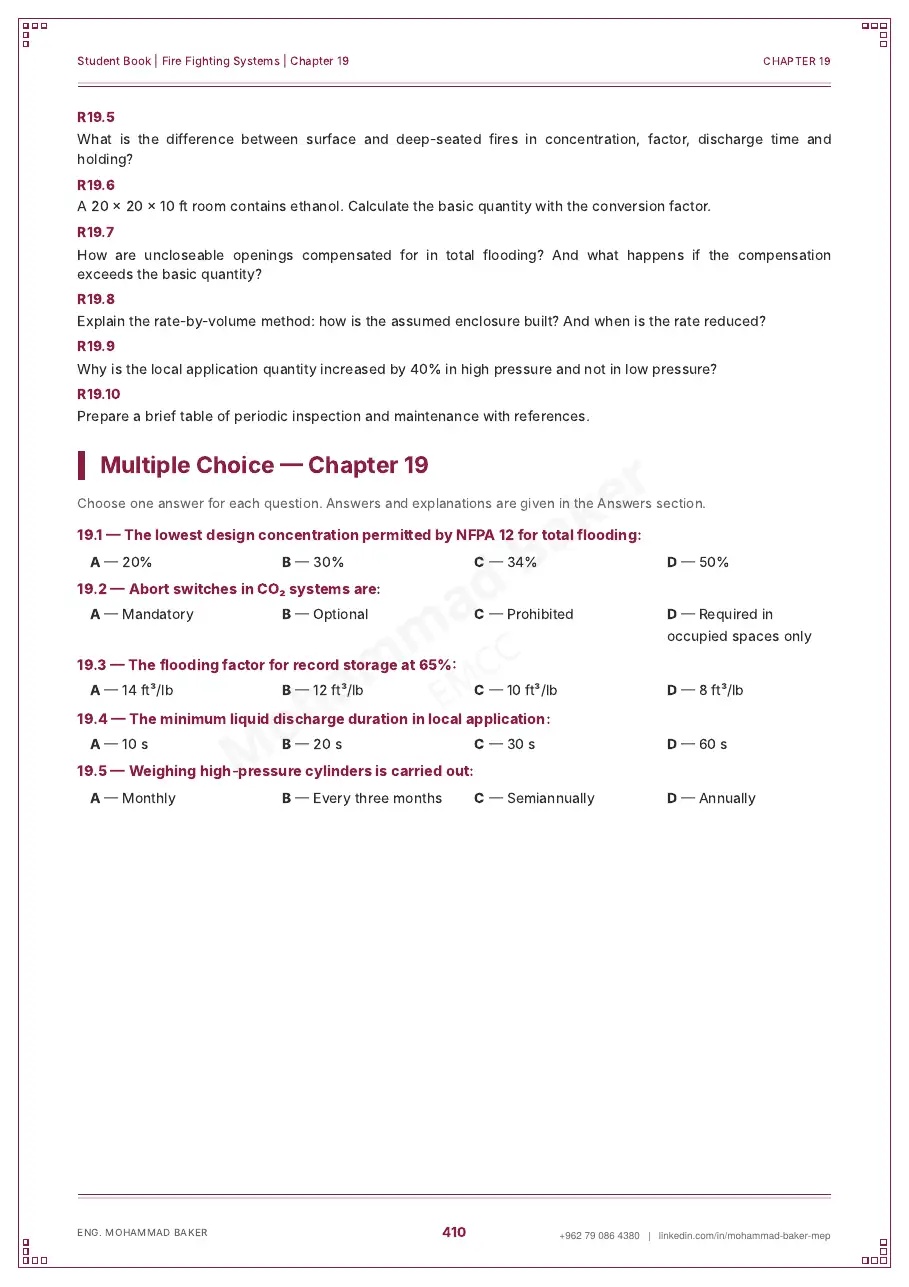 Student Book | Fire Fighting Systems | Chapter 19
CHAPTER 19
R19.5
What is the difference between surface and deep-seated fires in concentration, factor, discharge time and
holding?
R19.6
A 20 × 20 × 10 ft room contains ethanol. Calculate the basic quantity with the conversion factor.
R19.7
How are uncloseable openings compensated for in total flooding? And what happens if the compensation
exceeds the basic quantity?
R19.8
Explain the rate-by-volume method: how is the assumed enclosure built? And when is the rate reduced?
R19.9
Why is the local application quantity increased by 40% in high pressure and not in low pressure?
R19.10
Prepare a brief table of periodic inspection and maintenance with references.
Multiple Choice — Chapter 19
Choose one answer for each question. Answers and explanations are given in the Answers section.
19.1 — The lowest design concentration permitted by NFPA 12 for total flooding:
A — 20% B — 30% C — 34% D — 50%
19.2 — Abort switches in CO₂ systems are:
A — Mandatory B — Optional C — Prohibited D — Required in
occupied spaces only
19.3 — The flooding factor for record storage at 65%:
A — 14 ft³/lb B — 12 ft³/lb C — 10 ft³/lb D — 8 ft³/lb
19.4 — The minimum liquid discharge duration in local application:
A — 10 s B — 20 s C — 30 s D — 60 s
19.5 — Weighing high-pressure cylinders is carried out:
A — Monthly B — Every three months C — Semiannually D — Annually
Mohammad Baker
EMCC
ENG. MOHAMMAD BAKER
410
+962 79 086 4380 | linkedin.com/in/mohammad-baker-mep